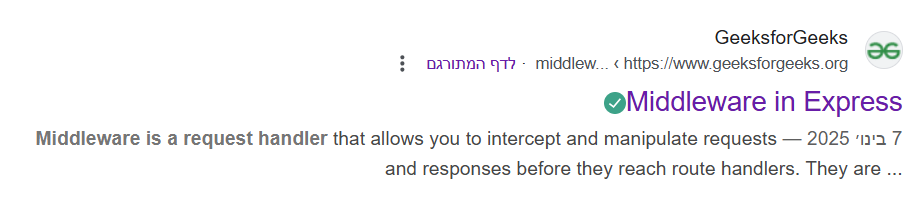 GeeksforGeeks
https://www.geeksforgeeks.org › middlew... · לדף המתורגם
Middleware in Express
7 בינו׳ 2025 — Middleware is a request handler that allows you to intercept and manipulate requests
and responses before they reach route handlers. They are ...